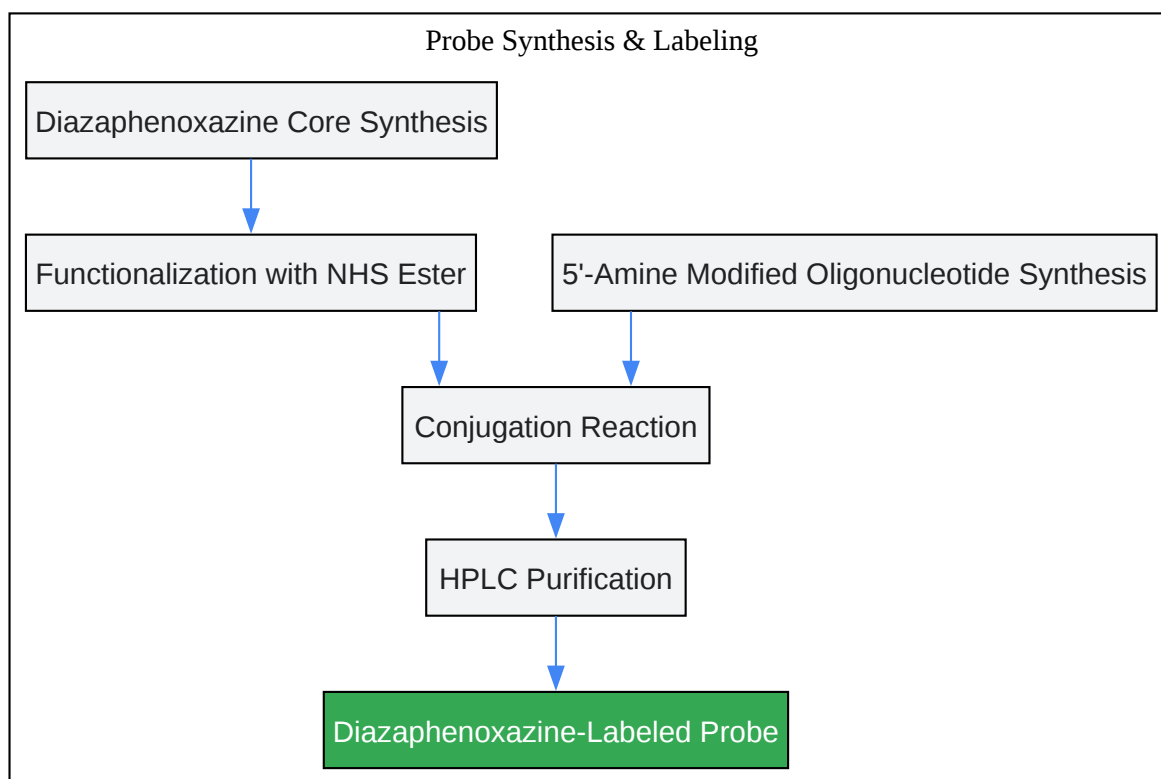 Probe Synthesis & Labeling
Diazaphenoxazine Core Synthesis
Functionalization with NHS Ester
5'-Amine Modified Oligonucleotide Synthesis
Conjugation Reaction
HPLC Purification
Diazaphenoxazine-Labeled Probe